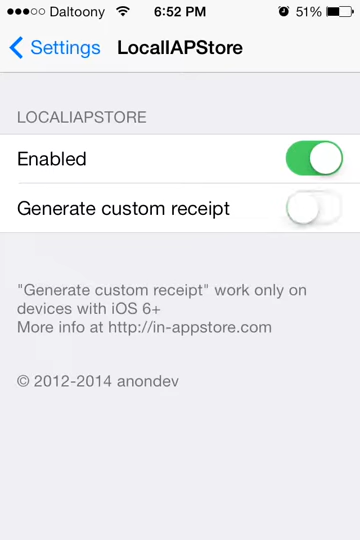 Daltoony 6:52 PM 51%
Settings LocalIAPStore
LOCALIAPSTORE
Enabled
Generate custom receipt
"Generate custom receipt" work only on
devices with iOS 6+
More info at http://in-appstore.com
© 2012-2014 anondev